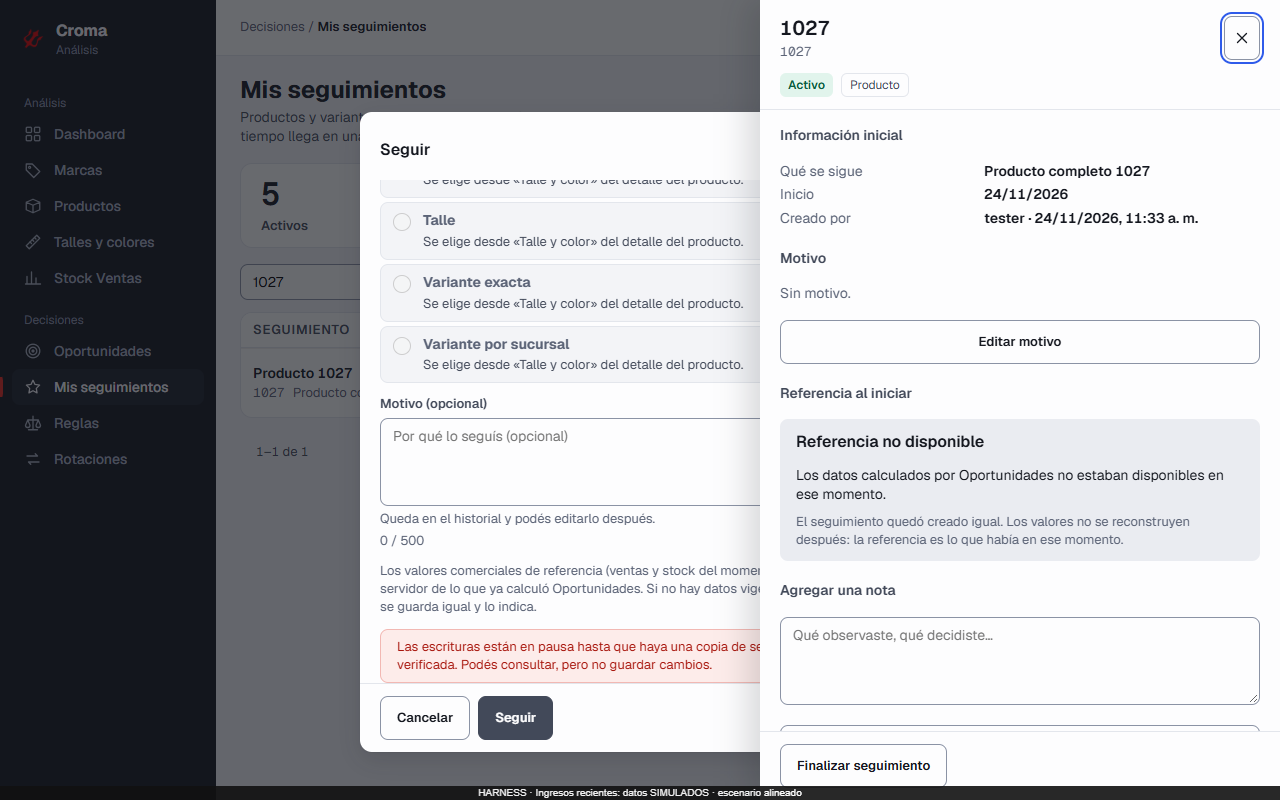 Croma
Análisis
Análisis
Dashboard
Marcas
Productos
Talles y colores
Stock Ventas
Decisiones
Oportunidades
Mis seguimientos
Reglas
Rotaciones
Decisiones / Mis seguimientos
Mis seguimientos
Productos y variant
tiempo llega en una
5
Activos
1027
SEGUIMIENTO
Producto 1027
1027 Producto co
1–1 de 1
Seguir
Se elige desde «Talle y color» del detalle del producto.
Talle
Se elige desde «Talle y color» del detalle del producto.
Variante exacta
Se elige desde «Talle y color» del detalle del producto.
Variante por sucursal
Se elige desde «Talle y color» del detalle del producto.
Motivo (opcional)
Por qué lo seguís (opcional)
Queda en el historial y podés editarlo después.
0 / 500
Los valores comerciales de referencia (ventas y stock del momen
servidor de lo que ya calculó Oportunidades. Si no hay datos vige
se guarda igual y lo indica.
Las escrituras están en pausa hasta que haya una copia de se
verificada. Podés consultar, pero no guardar cambios.
Cancelar
Seguir
1027
1027
Activo
Producto
Información inicial
Qué se sigue Producto completo 1027
Inicio 24/11/2026
Creado por tester · 24/11/2026, 11:33 a. m.
Motivo
Sin motivo.
Editar motivo
Referencia al iniciar
Referencia no disponible
Los datos calculados por Oportunidades no estaban disponibles en
ese momento.
El seguimiento quedó creado igual. Los valores no se reconstruyen
después: la referencia es lo que había en ese momento.
Agregar una nota
Qué observaste, qué decidiste…
Finalizar seguimiento
HARNESS · Ingresos recientes: datos SIMULADOS · escenario alineado